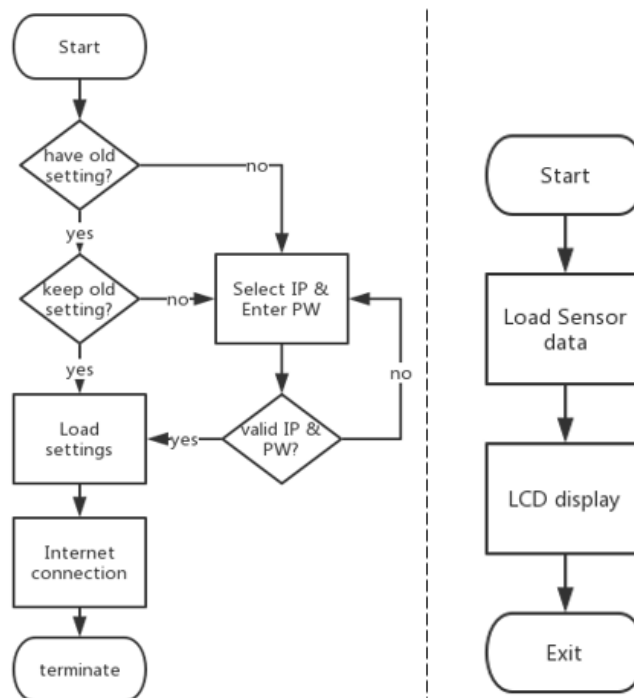 Start
have old
setting?
no
yes
keep old
setting?
no
Select IP &
Enter PW
yes
no
Load
settings
yes
valid IP &
PW?
Internet
connection
terminate
Start
Load Sensor
data
LCD display
Exit